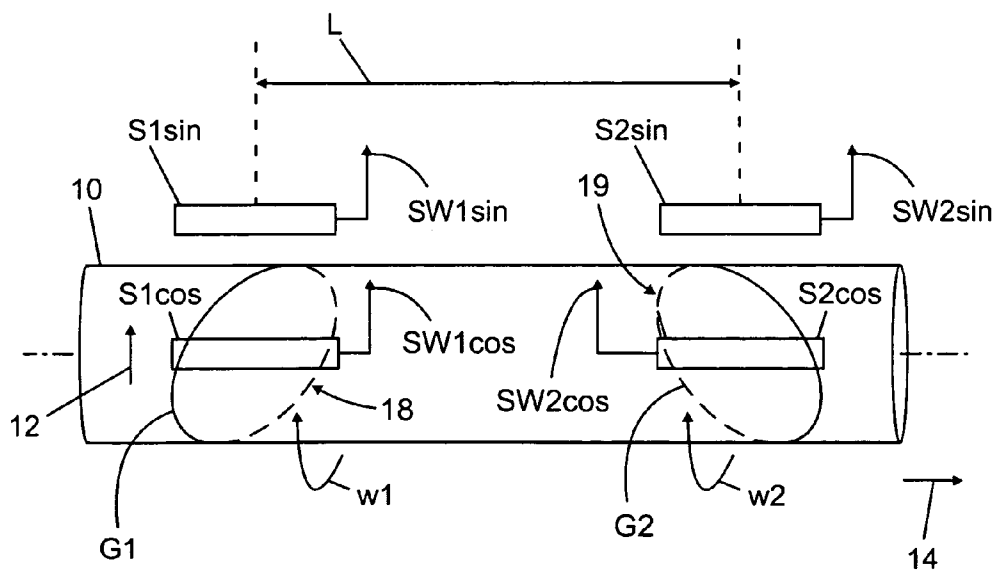 L
S1sin
S2sin
10
SW1sin
19
SW2sin
S1cos
S2cos
SW1cos
SW2cos
12
18
w1
w2
G1
G2
14